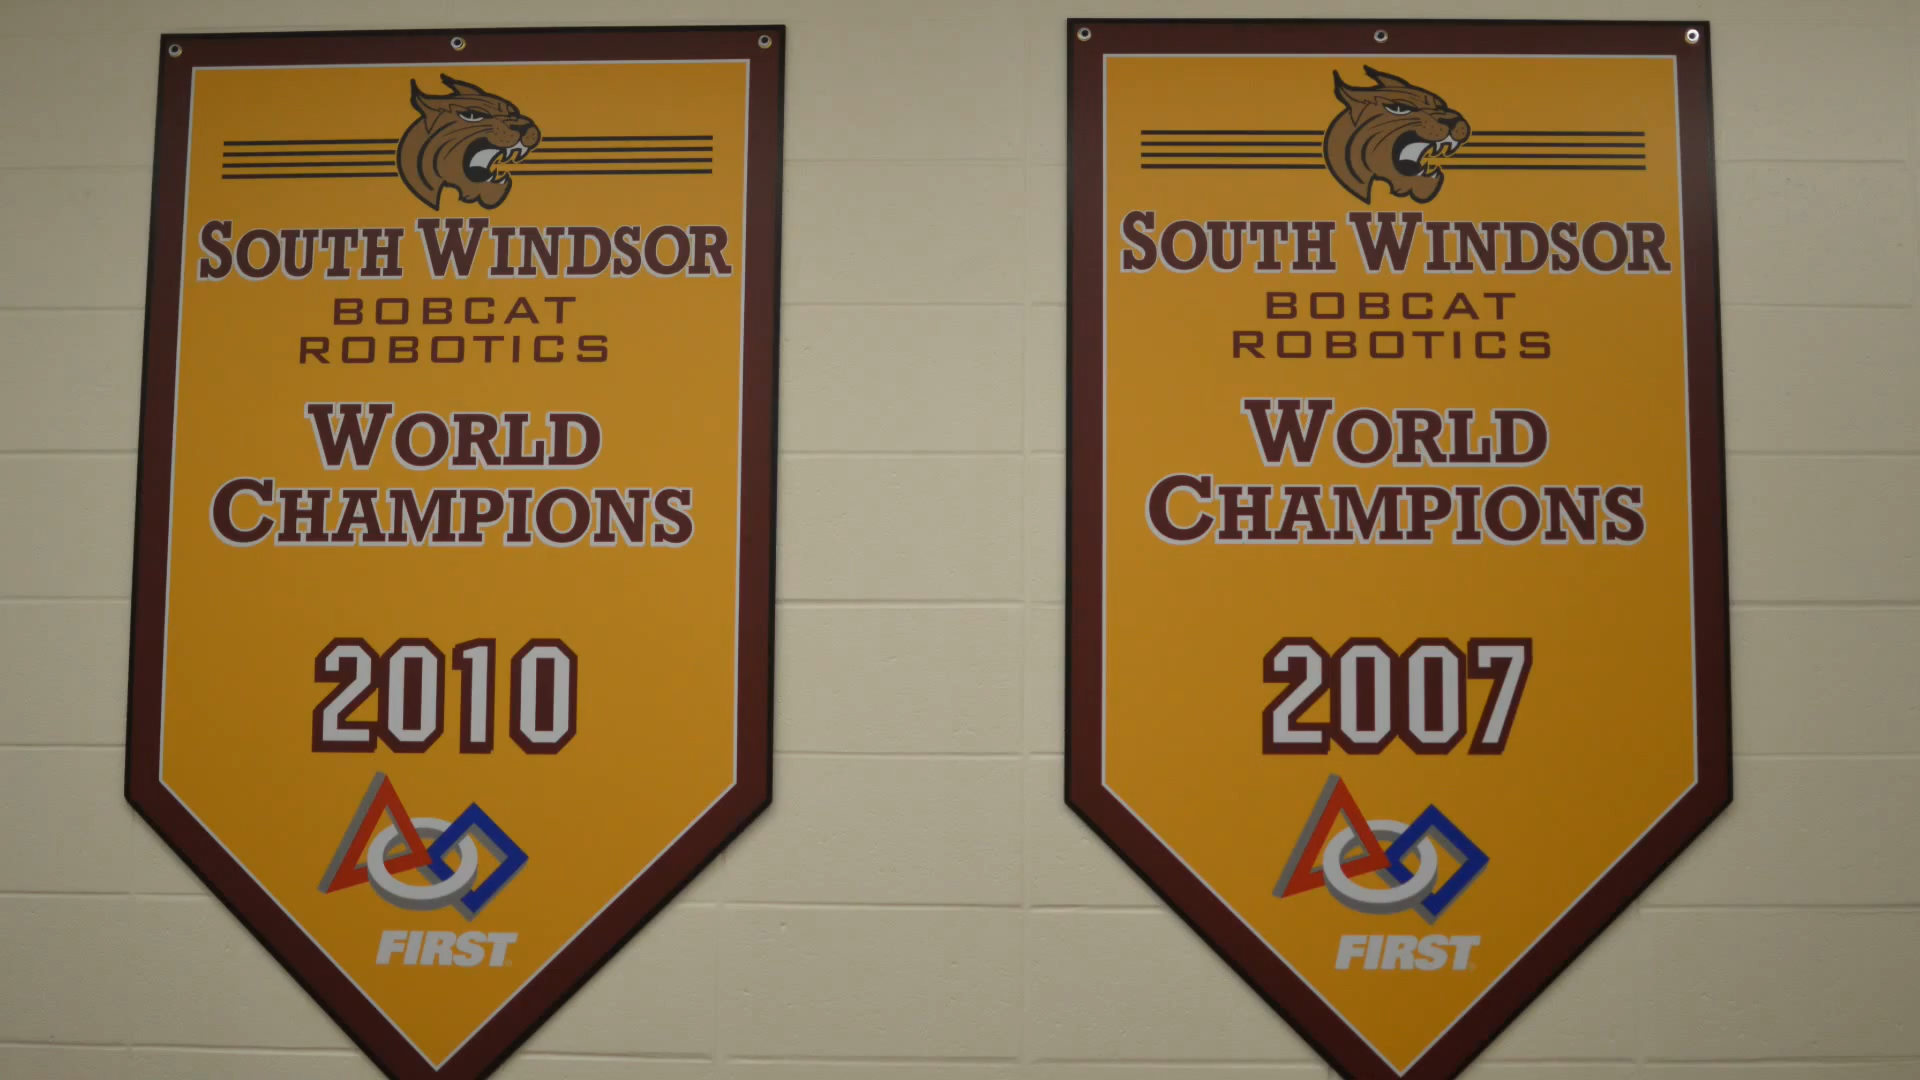 SOUTH WINDSOR
BOBCAT
ROBOTICS
WORLD
CHAMPIONS
2010
FIRST
SOUTH WINDSOR
BOBCAT
ROBOTICS
WORLD
CHAMPIONS
2007
FIRST